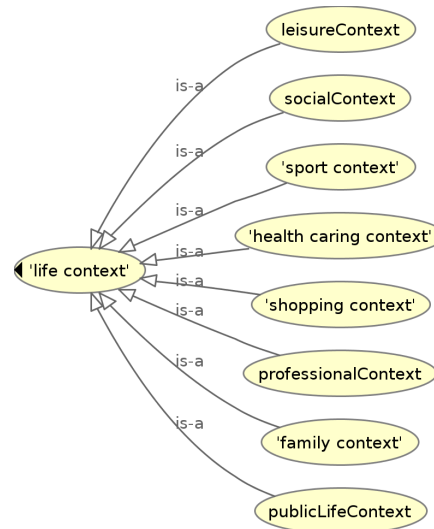 leisureContext
is-a
socialContext
is-a
'sport context'
is-a
'health caring context'
is-a
'life context'
is-a
'shopping context'
is-a
professionalContext
is-a
'family context'
is-a
publicLifeContext